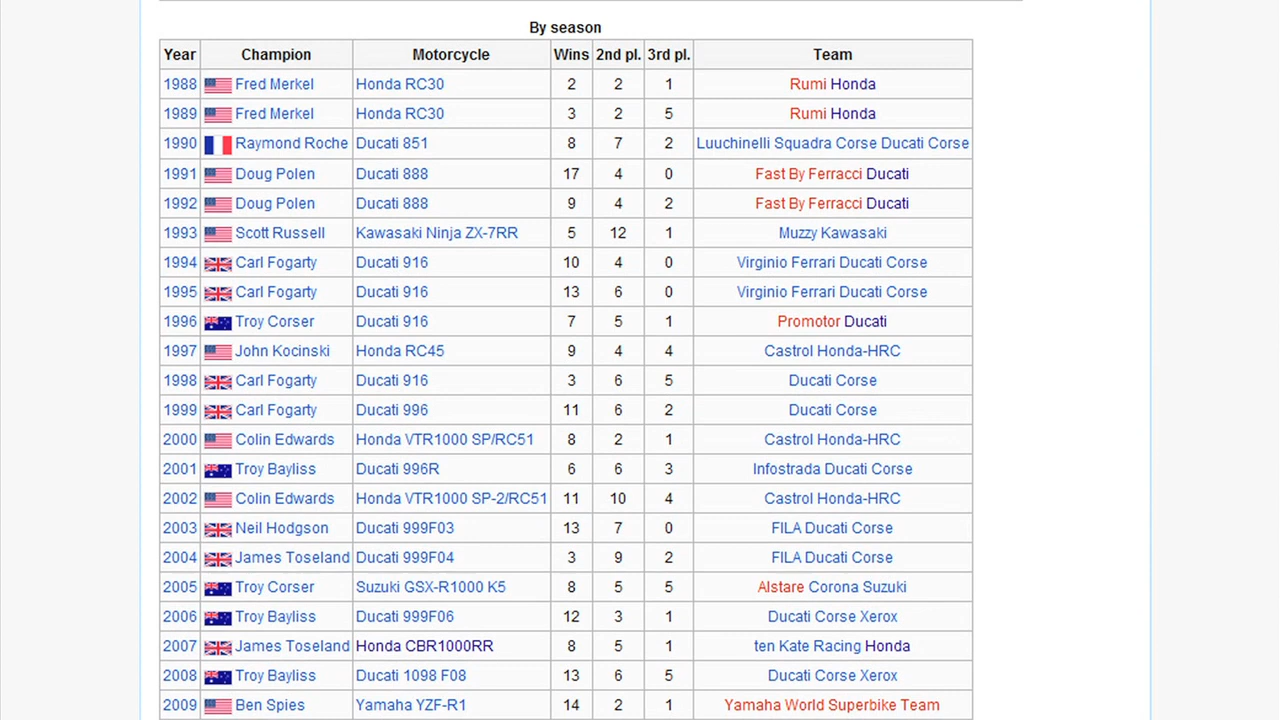 By season
Year Champion Motorcycle Wins 2nd pl. 3rd pl. Team
1988 Fred Merkel Honda RC30 2 2 1 Rumi Honda
1989 Fred Merkel Honda RC30 3 2 5 Rumi Honda
1990 Raymond Roche Ducati 851 8 7 2 Luuchinelli Squadra Corse Ducati Corse
1991 Doug Polen Ducati 888 17 4 0 Fast By Ferracci Ducati
1992 Doug Polen Ducati 888 9 4 2 Fast By Ferracci Ducati
1993 Scott Russell Kawasaki Ninja ZX-7RR 5 12 1 Muzzy Kawasaki
1994 Carl Fogarty Ducati 916 10 4 0 Virginio Ferrari Ducati Corse
1995 Carl Fogarty Ducati 916 13 6 0 Virginio Ferrari Ducati Corse
1996 Troy Corser Ducati 916 7 5 1 Promotor Ducati
1997 John Kocinski Honda RC45 9 4 4 Castrol Honda-HRC
1998 Carl Fogarty Ducati 916 3 6 5 Ducati Corse
1999 Carl Fogarty Ducati 996 11 6 2 Ducati Corse
2000 Colin Edwards Honda VTR1000 SP/RC51 8 2 1 Castrol Honda-HRC
2001 Troy Bayliss Ducati 996R 6 6 3 Infostrada Ducati Corse
2002 Colin Edwards Honda VTR1000 SP-2/RC51 11 10 4 Castrol Honda-HRC
2003 Neil Hodgson Ducati 999F03 13 7 0 FILA Ducati Corse
2004 James Toseland Ducati 999F04 3 9 2 FILA Ducati Corse
2005 Troy Corser Suzuki GSX-R1000 K5 8 5 5 Alstare Corona Suzuki
2006 Troy Bayliss Ducati 999F06 12 3 1 Ducati Corse Xerox
2007 James Toseland Honda CBR1000RR 8 5 1 ten Kate Racing Honda
2008 Troy Bayliss Ducati 1098 F08 13 6 5 Ducati Corse Xerox
2009 Ben Spies Yamaha YZF-R1 14 2 1 Yamaha World Superbike Team